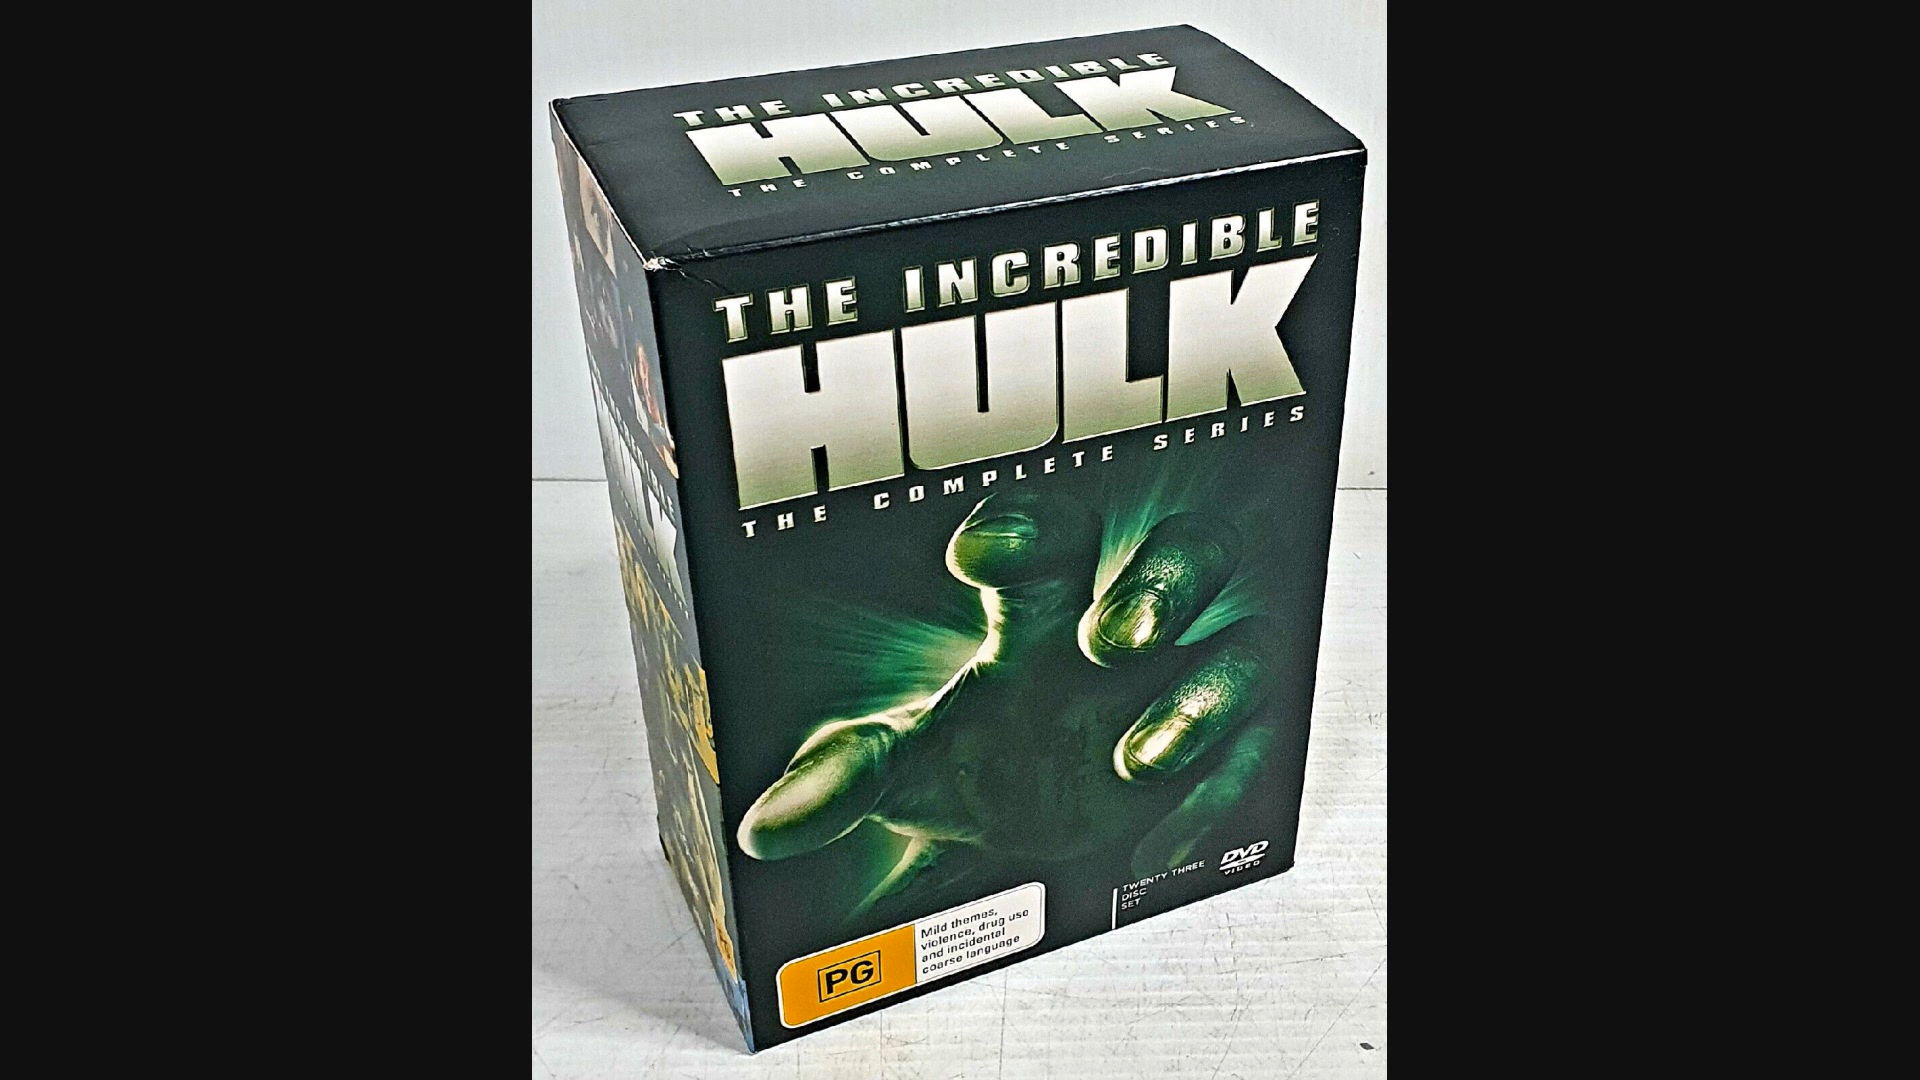 THE INCREDIBLE
HULK
THE COMPLETE SERIES
THE INCREDIBLE
HULK
THE COMPLETE SERIES
TWENTY THREE
DISC
SET
DVD
VIDEO
PG
Mild themes,
violence, drug use
and incidental
coarse language